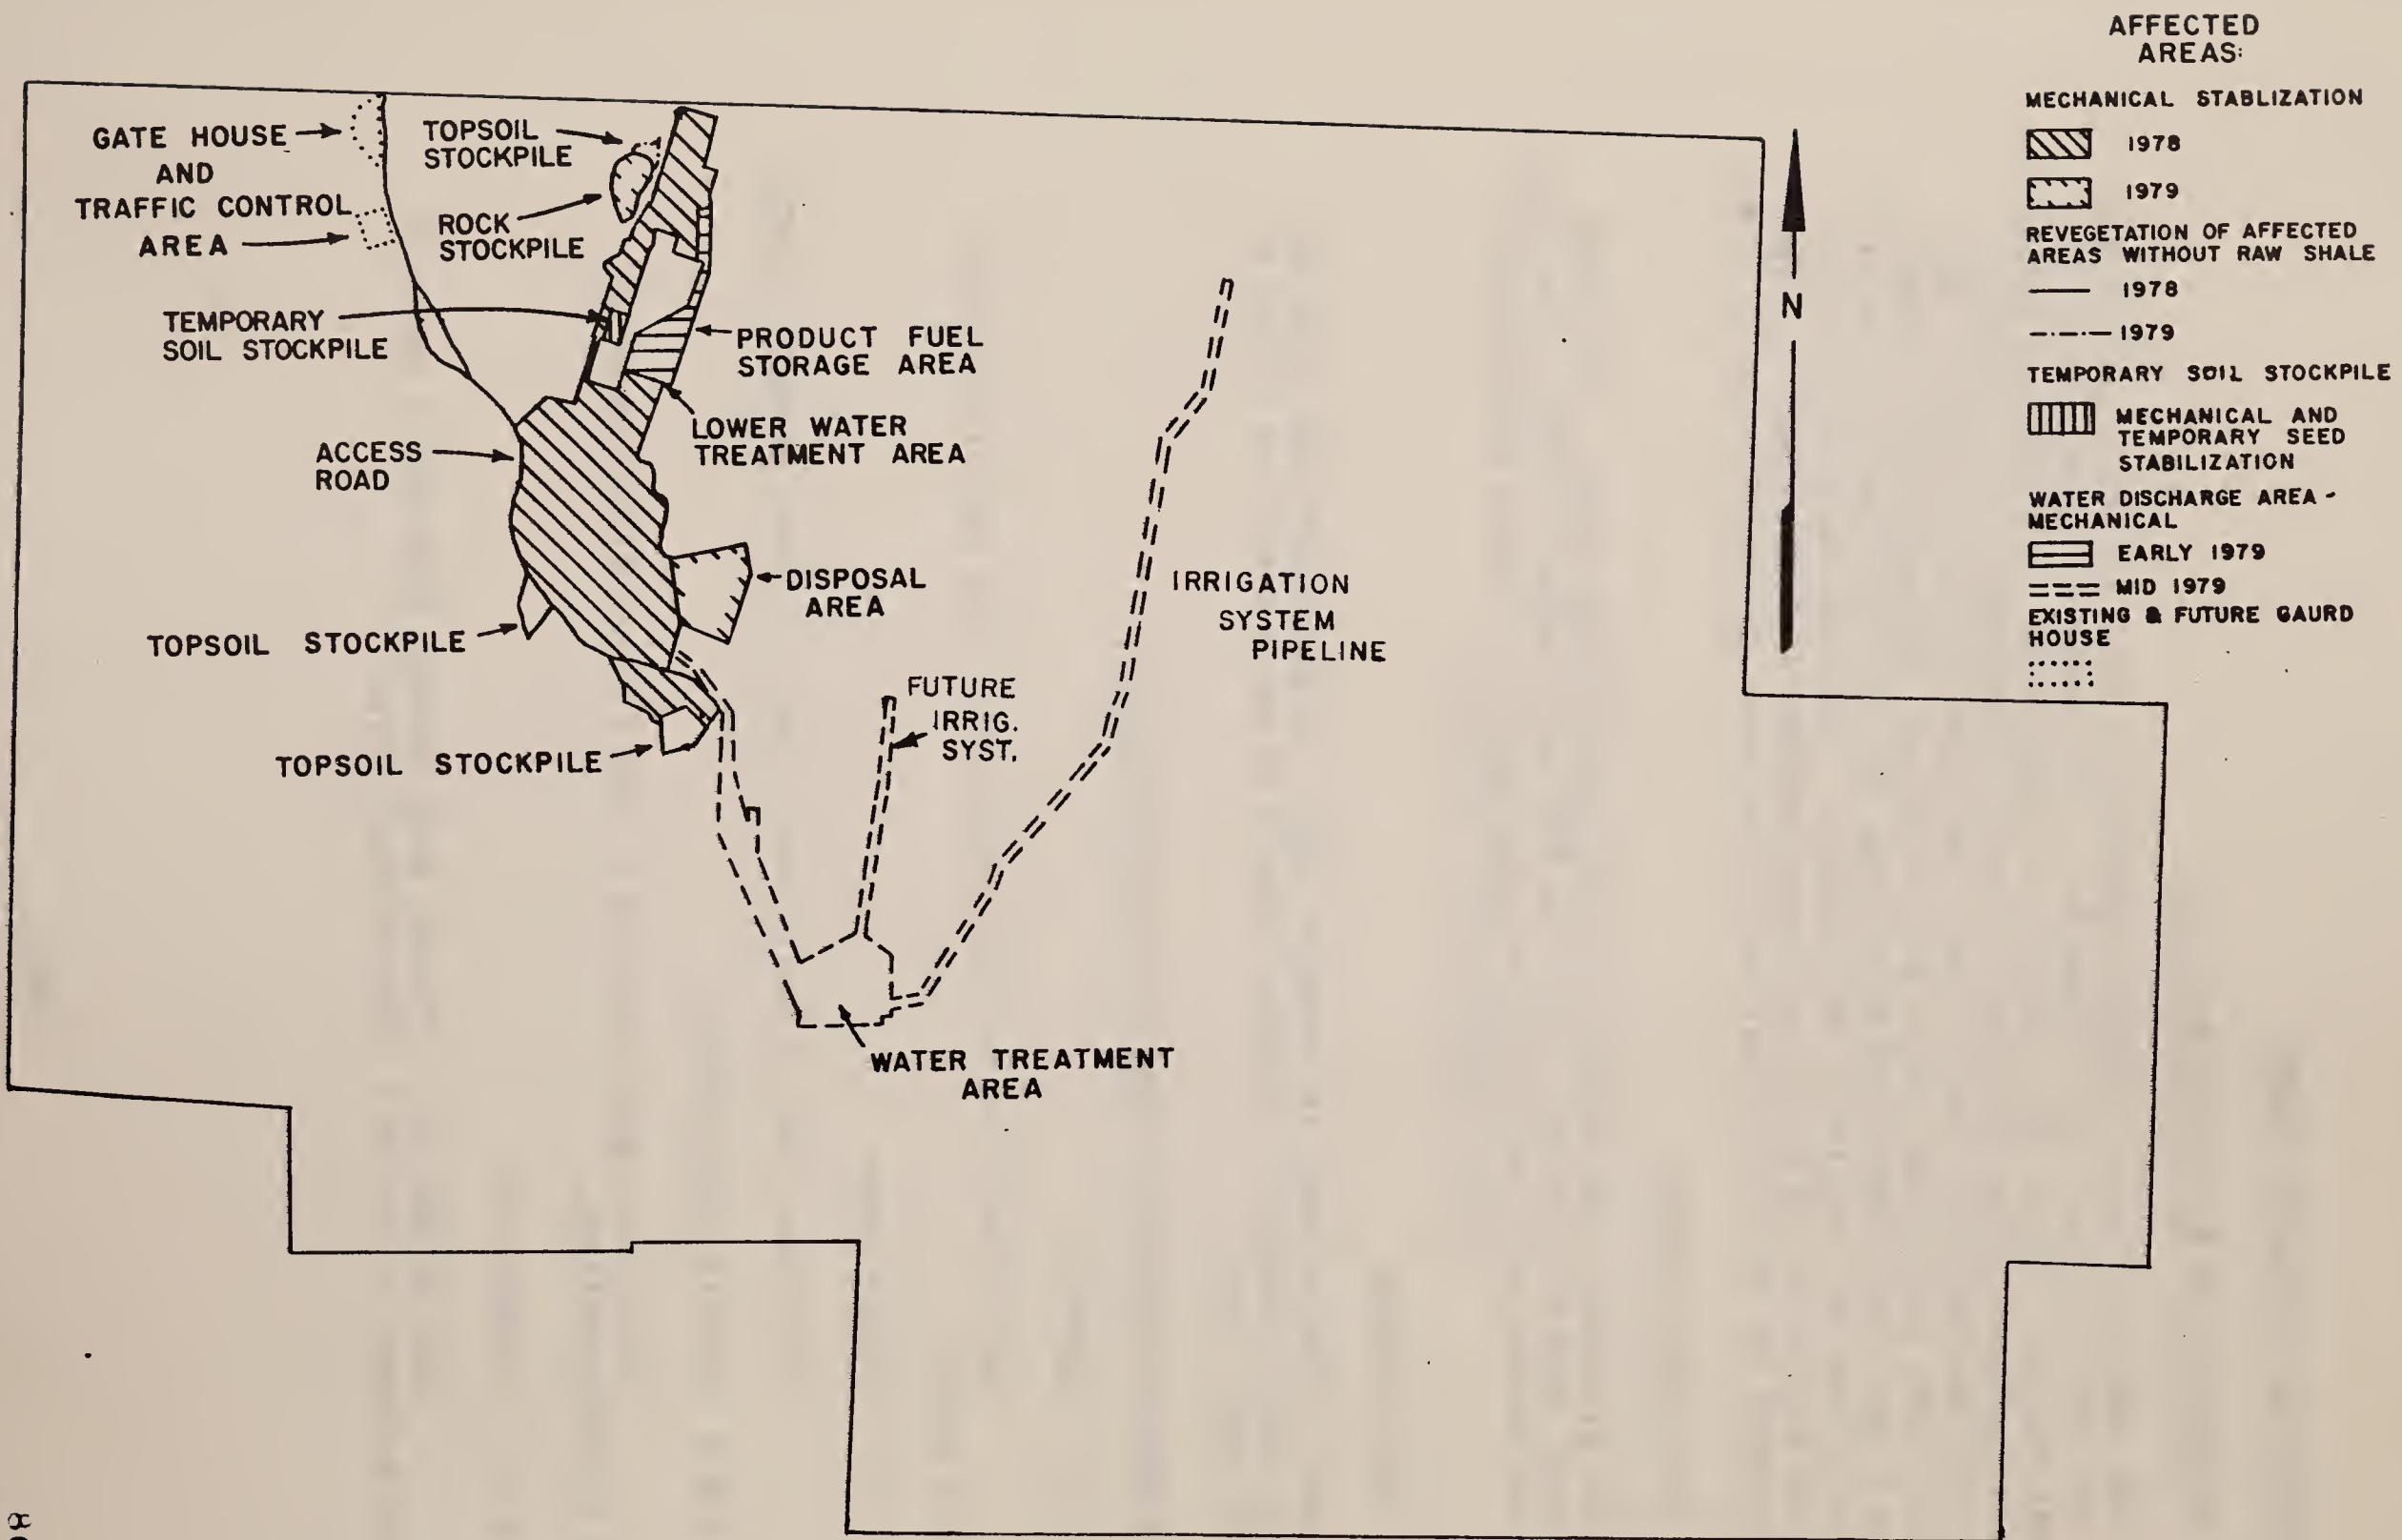 AFFECTED
AREAS:
MECHANICAL STABLIZATION
1978
1979
REVEGETATION OF AFFECTED
AREAS WITHOUT RAW SHALE
1978
1979
TEMPORARY SOIL STOCKPILE
MECHANICAL AND
TEMPORARY SEED
STABILIZATION
WATER DISCHARGE AREA -
MECHANICAL
EARLY 1979
MID 1979
EXISTING & FUTURE GAURD
HOUSE
N
GATE HOUSE
AND
TRAFFIC CONTROL
AREA
TOPSOIL
STOCKPILE
ROCK
STOCKPILE
TEMPORARY
SOIL STOCKPILE
PRODUCT FUEL
STORAGE AREA
LOWER WATER
TREATMENT AREA
ACCESS
ROAD
DISPOSAL
AREA
TOPSOIL STOCKPILE
TOPSOIL STOCKPILE
IRRIGATION
SYSTEM
PIPELINE
FUTURE
IRRIG.
SYST.
WATER TREATMENT
AREA